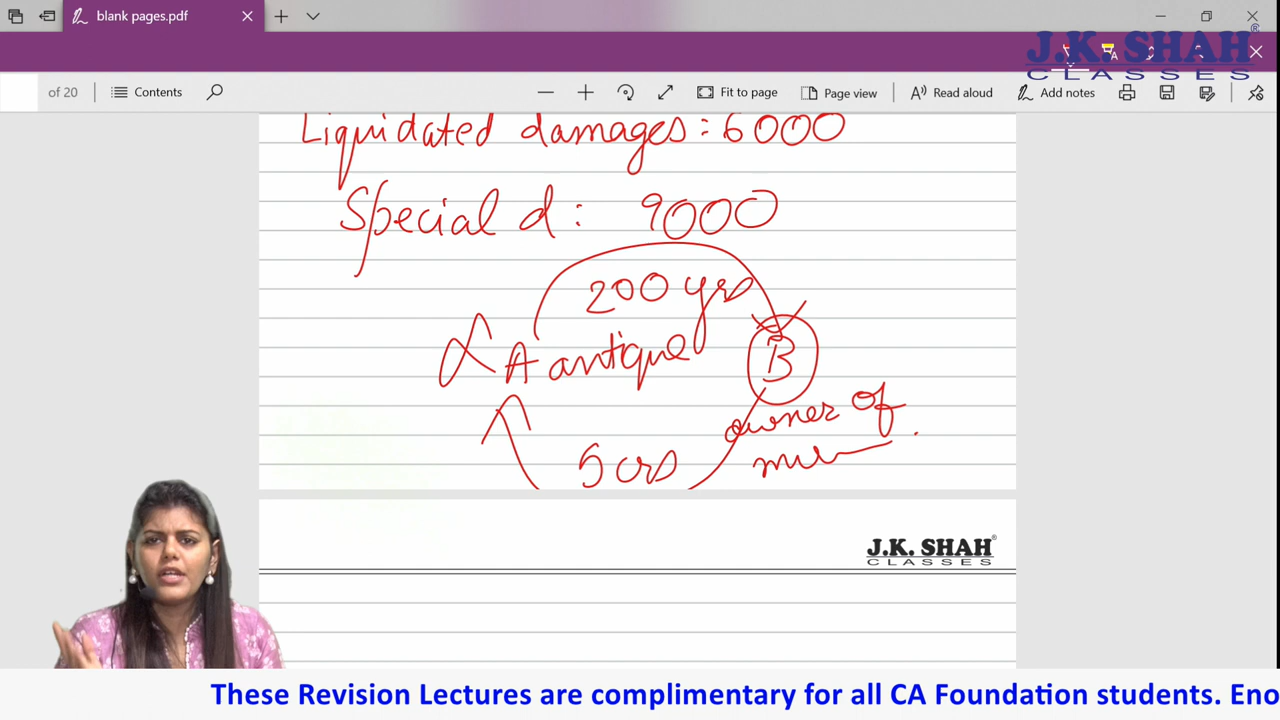 blank pages.pdf
J.K. SHAH®
CLASSES
of 20
Contents
Fit to page
Page view
Read aloud
Add notes
Liquidated damages: 6000
Special d: 9000
200 yrs
A antique
B
owner of
5 crs
J.K. SHAH®
CLASSES
These Revision Lectures are complimentary for all CA Foundation students. Eno